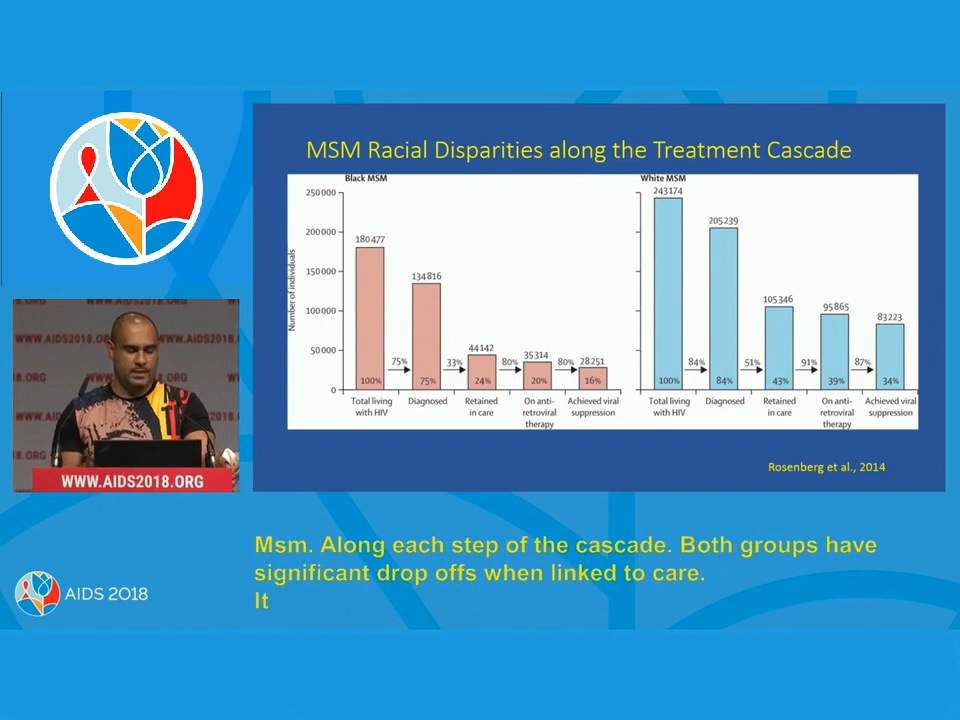 MSM Racial Disparities along the Treatment Cascade
Black MSM
Number of individuals
250 000
200 000
150 000
100 000
50 000
0
180 477
134 816
44 142
35 314
28 251
75%
33%
80%
80%
100%
75%
24%
20%
16%
Total living with HIV
Diagnosed
Retained in care
On anti-retroviral therapy
Achieved viral suppression
White MSM
243 174
205 239
105 346
95 865
83 223
84%
51%
91%
87%
100%
84%
43%
39%
34%
Total living with HIV
Diagnosed
Retained in care
On anti-retroviral therapy
Achieved viral suppression
Rosenberg et al., 2014
WWW.AIDS2018.ORG
Msm. Along each step of the cascade. Both groups have
significant drop offs when linked to care.
It
AIDS 2018